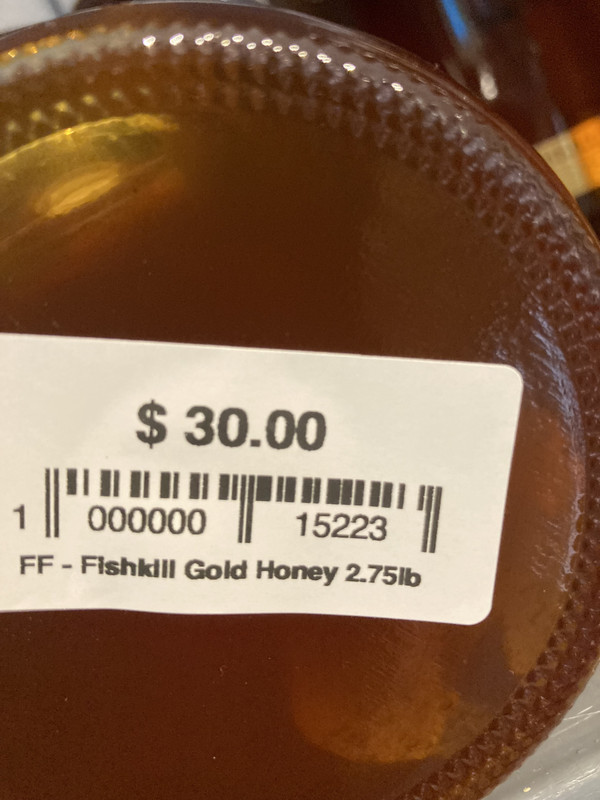 $ 30.00
1 000000 15223
FF - Fishkill Gold Honey 2.75lb